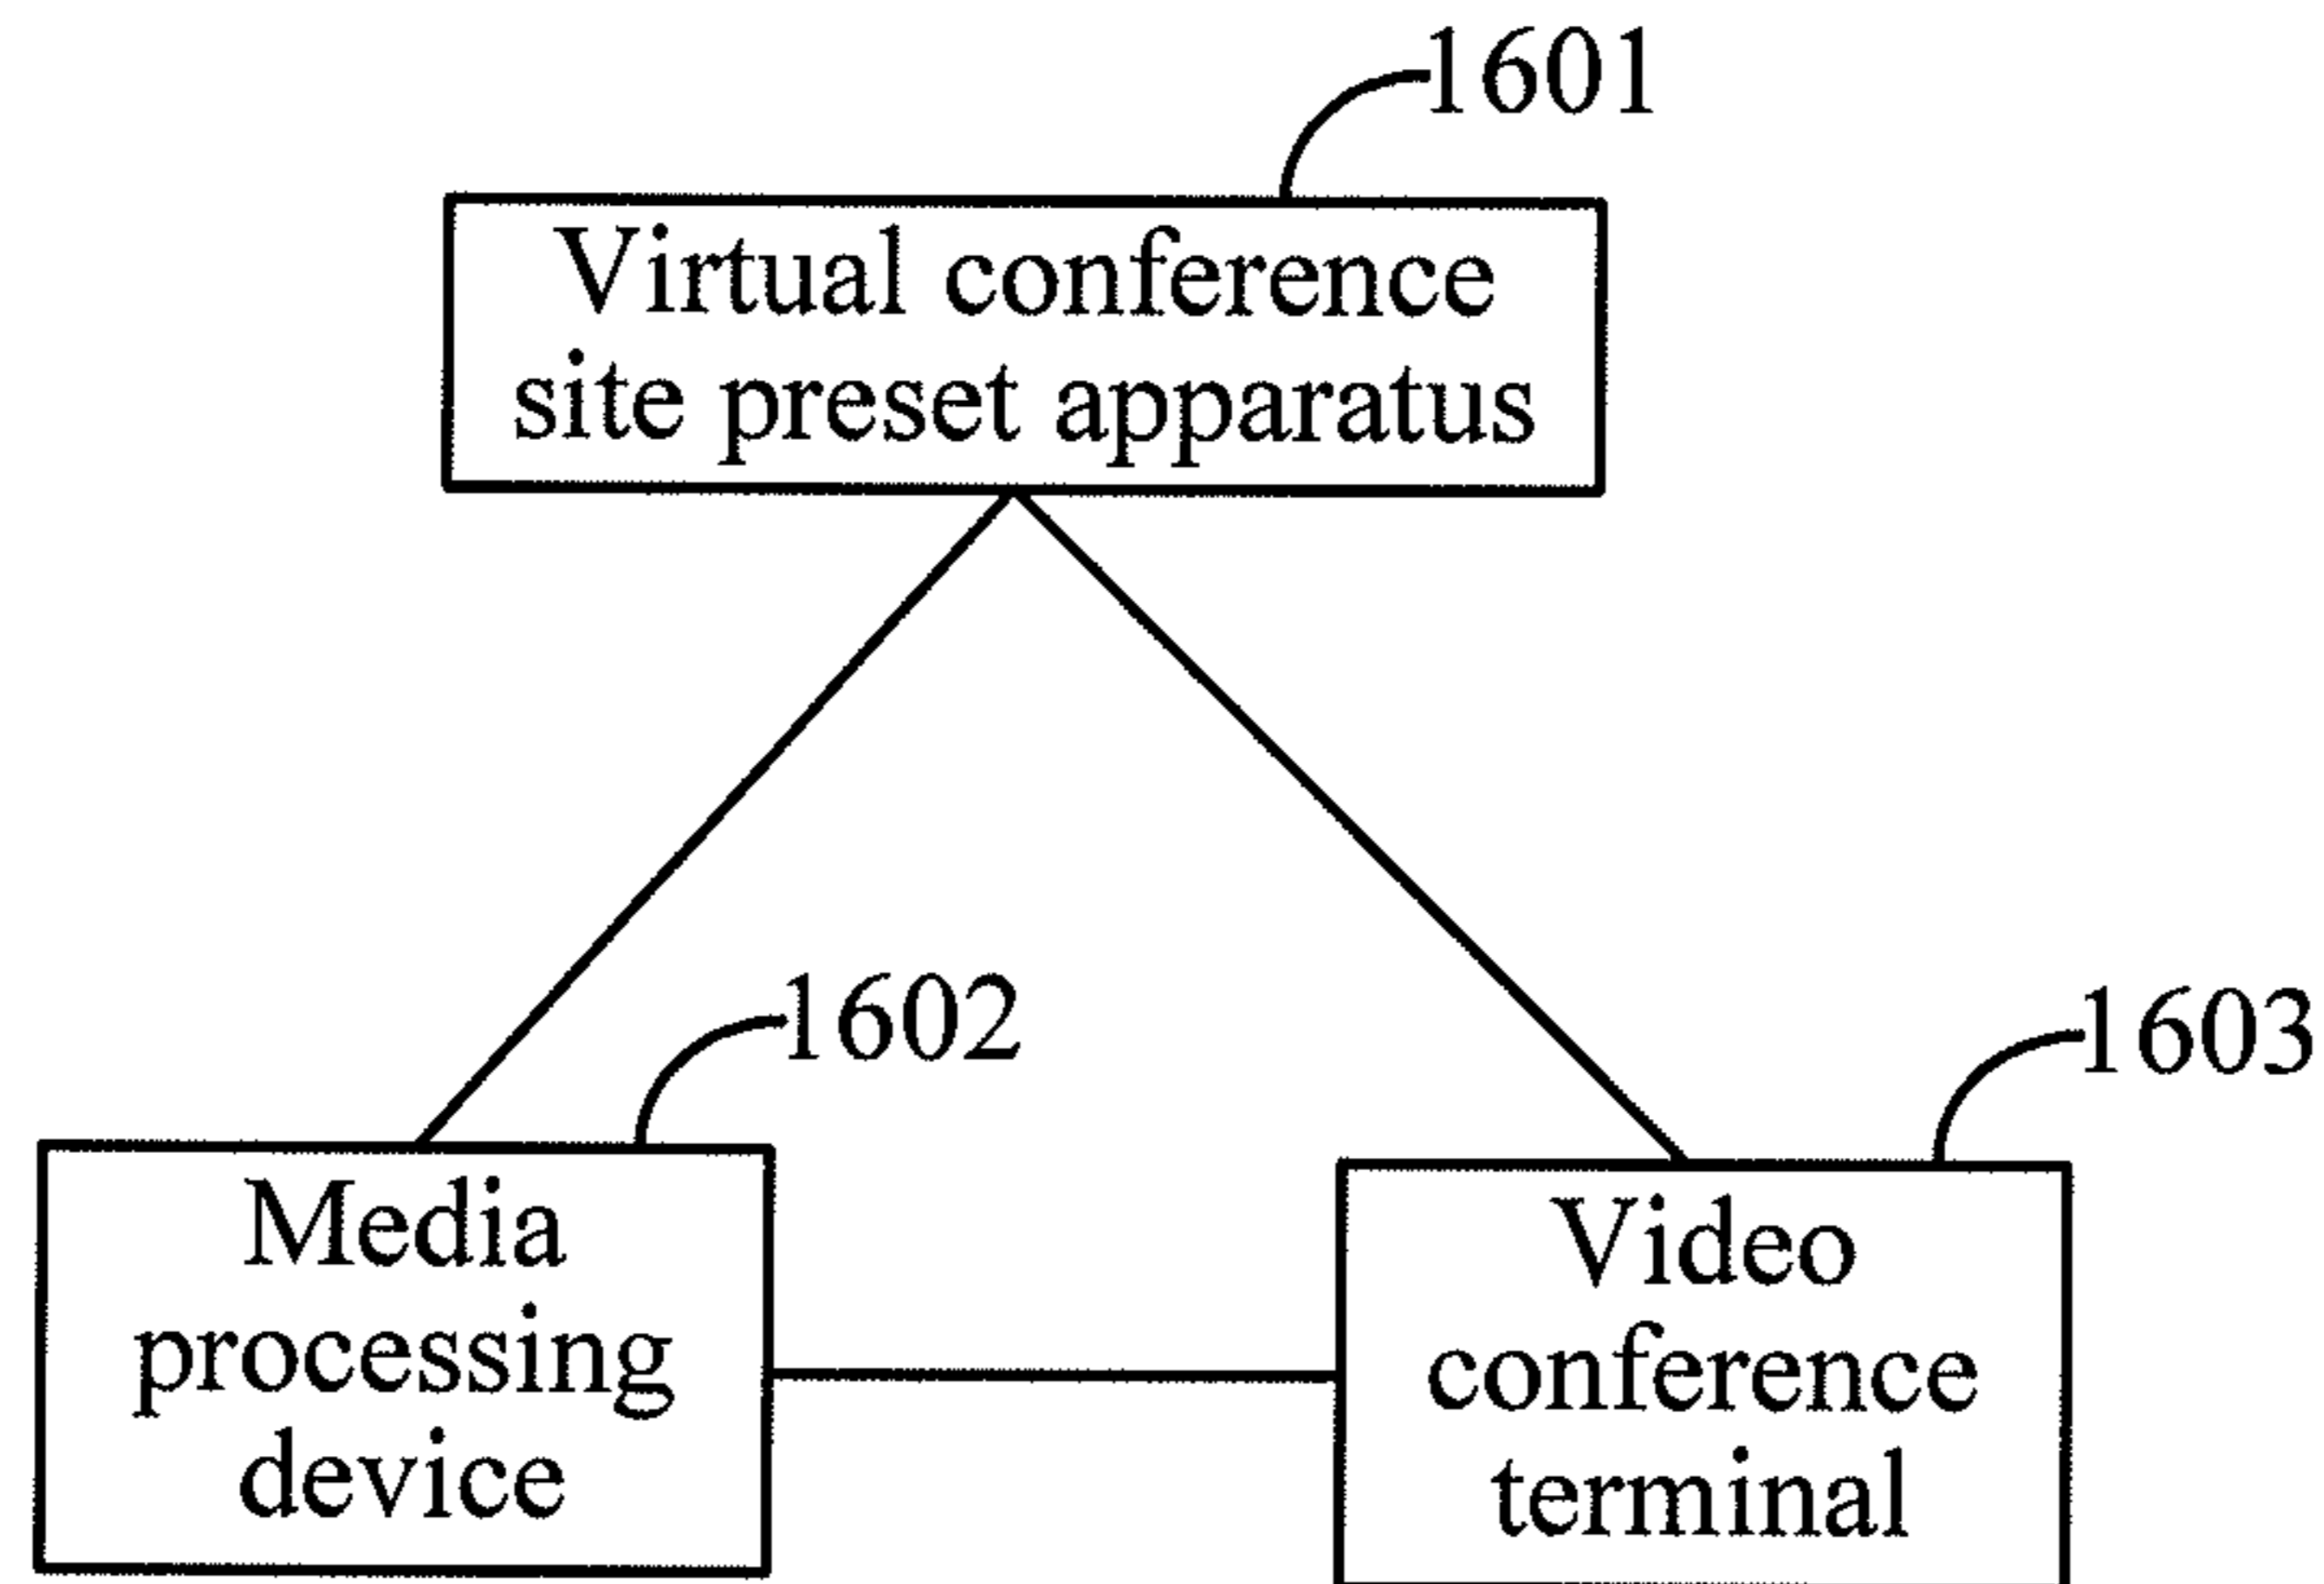 1601
Virtual conference
site preset apparatus
1602
Media
processing
device
1603
Video
conference
terminal